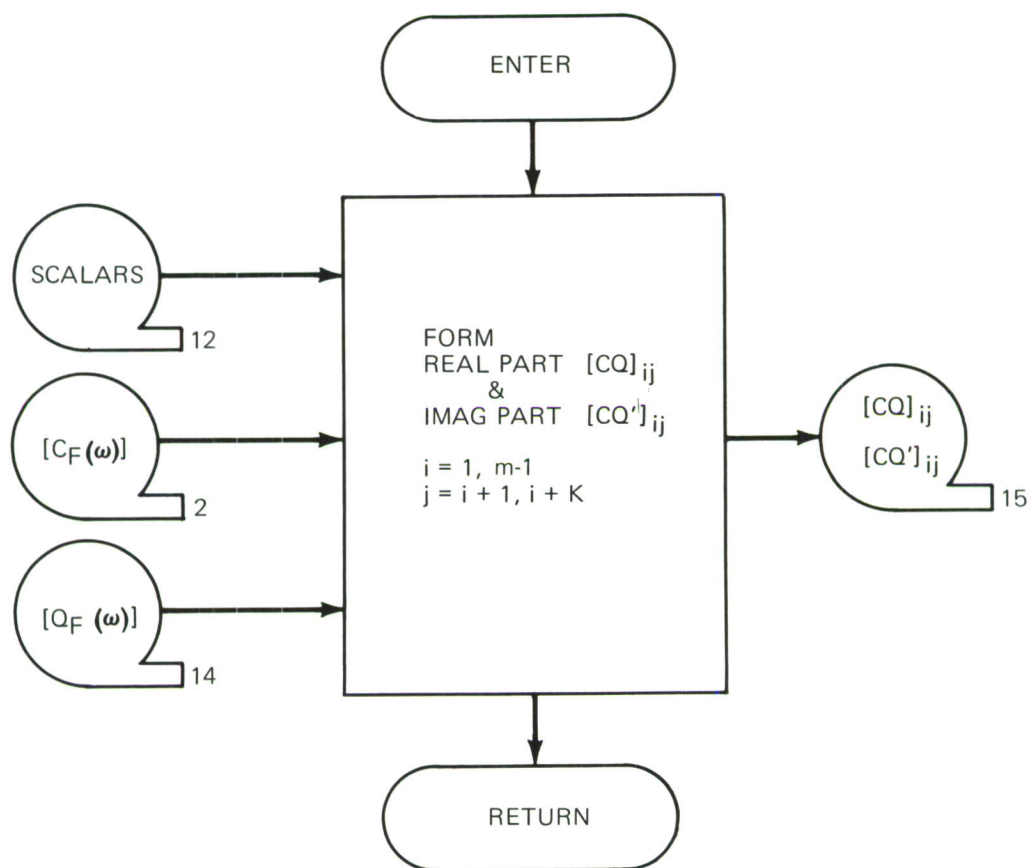 ENTER
SCALARS
12
[C_F(ω)]
2
[Q_F (ω)]
14
FORM
REAL PART [CQ]_ij
&
IMAG PART [CQ']_ij
i = 1, m-1
j = i + 1, i + K
[CQ]_ij
[CQ']_ij
15
RETURN